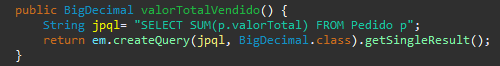 public BigDecimal valorTotalVendido() {
String jpql= "SELECT SUM(p.valorTotal) FROM Pedido p";
return em.createQuery(jpql, BigDecimal.class).getSingleResult();
}